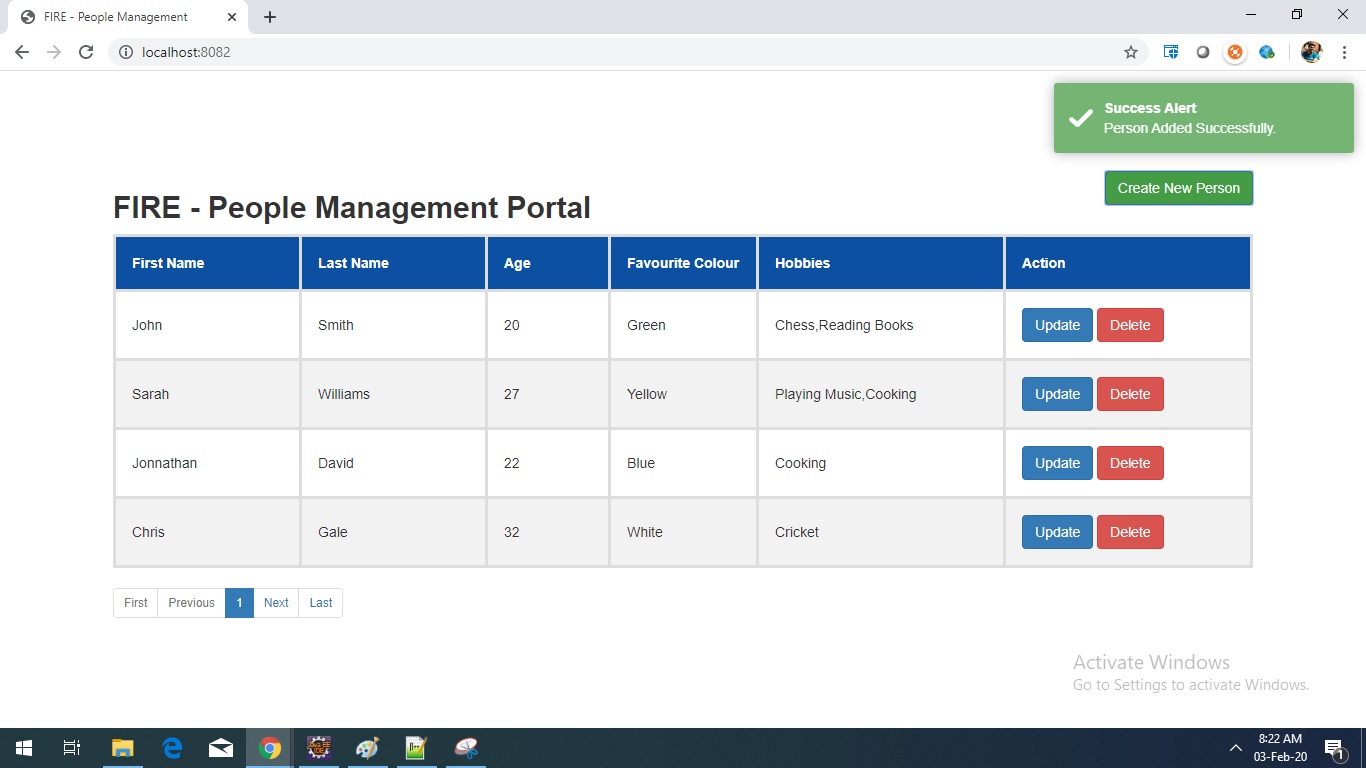 FIRE - People Management
localhost:8082
Success Alert
Person Added Successfully.
Create New Person
FIRE - People Management Portal
First Name Last Name Age Favourite Colour Hobbies Action
John Smith 20 Green Chess,Reading Books Update Delete
Sarah Williams 27 Yellow Playing Music,Cooking Update Delete
Jonnathan David 22 Blue Cooking Update Delete
Chris Gale 32 White Cricket Update Delete
First Previous 1 Next Last
Activate Windows
Go to Settings to activate Windows.
8:22 AM
03-Feb-20
1